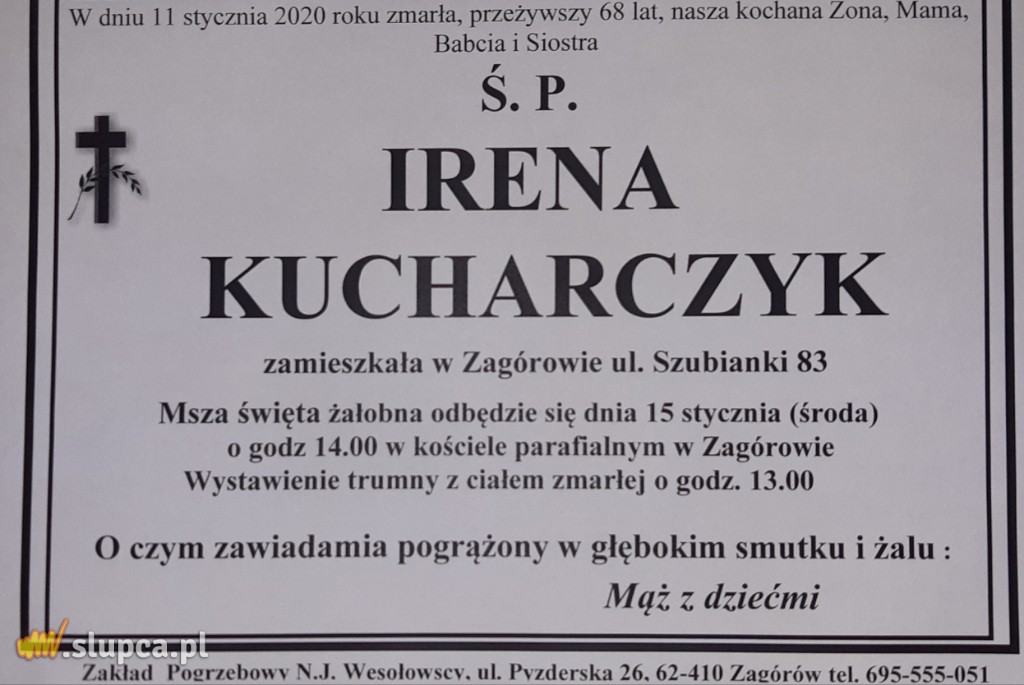 W dniu 11 stycznia 2020 roku zmarła, przeżywszy 68 lat, nasza kochana Żona, Mama,
Babcia i Siostra
Ś. P.
IRENA
KUCHARCZYK
zamieszkała w Zagórowie ul. Szubianki 83
Msza święta żałobna odbędzie się dnia 15 stycznia (środa)
o godz 14.00 w kościele parafialnym w Zagórowie
Wystawienie trumny z ciałem zmarłej o godz. 13.00
O czym zawiadamia pogrążony w głębokim smutku i żalu :
Mąż z dziećmi
.slupca.pl
Zakład Pogrzebowy N.J. Wesołowscy, ul. Pyzderska 26, 62-410 Zagórów tel. 695-555-051